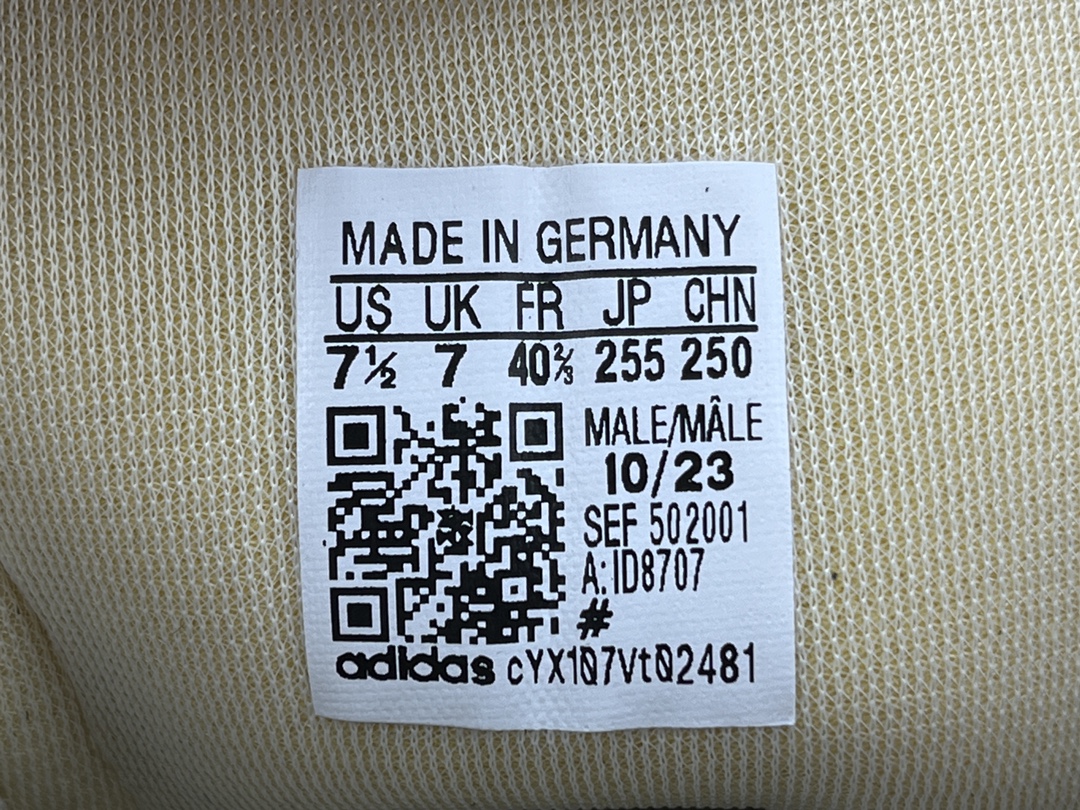 MADE IN GERMANY
US UK FR JP CHN
7½ 7 40⅔ 255 250
MALE/MÂLE
10/23
SEF 502001
A:ID8707
#
adidas cYX107Vt02481